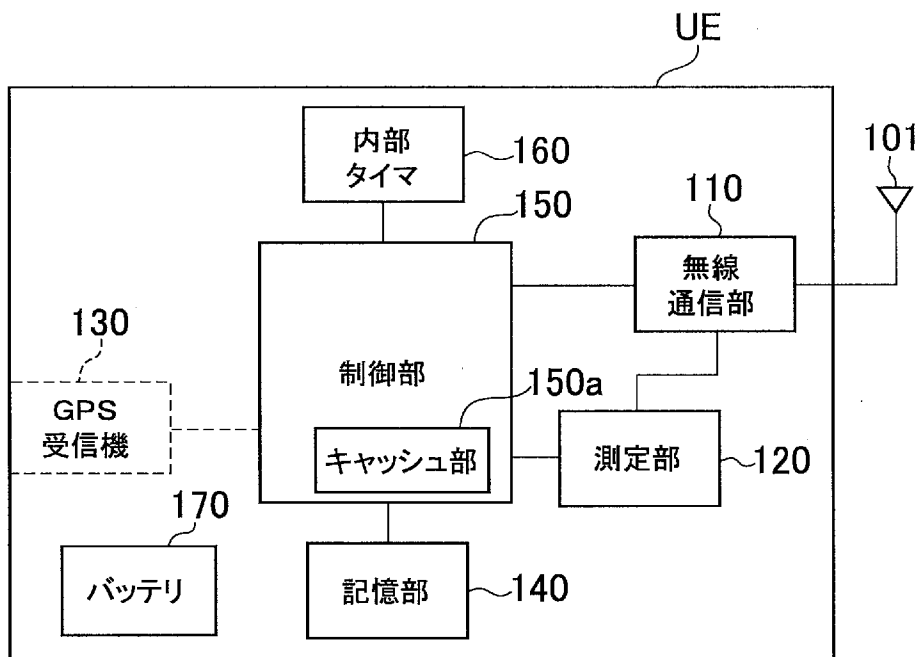 UE
内部
タイマ
160
101
150
110
無線
通信部
130
制御部
GPS
受信機
150a
キャッシュ部
測定部
120
170
バッテリ
記憶部
140